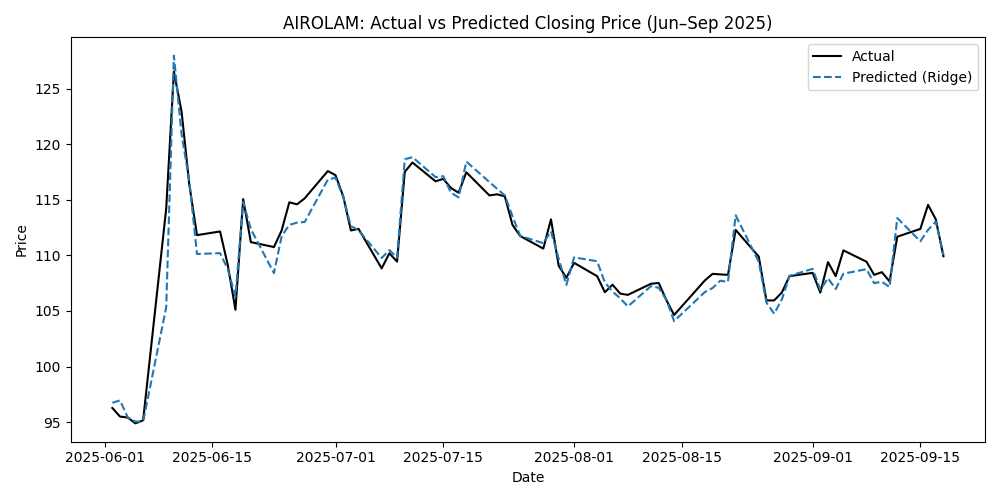 AIROLAM: Actual vs Predicted Closing Price (Jun–Sep 2025)
Actual
Predicted (Ridge)
Price
125
120
115
110
105
100
95
2025-06-01 2025-06-15 2025-07-01 2025-07-15 2025-08-01 2025-08-15 2025-09-01 2025-09-15
Date